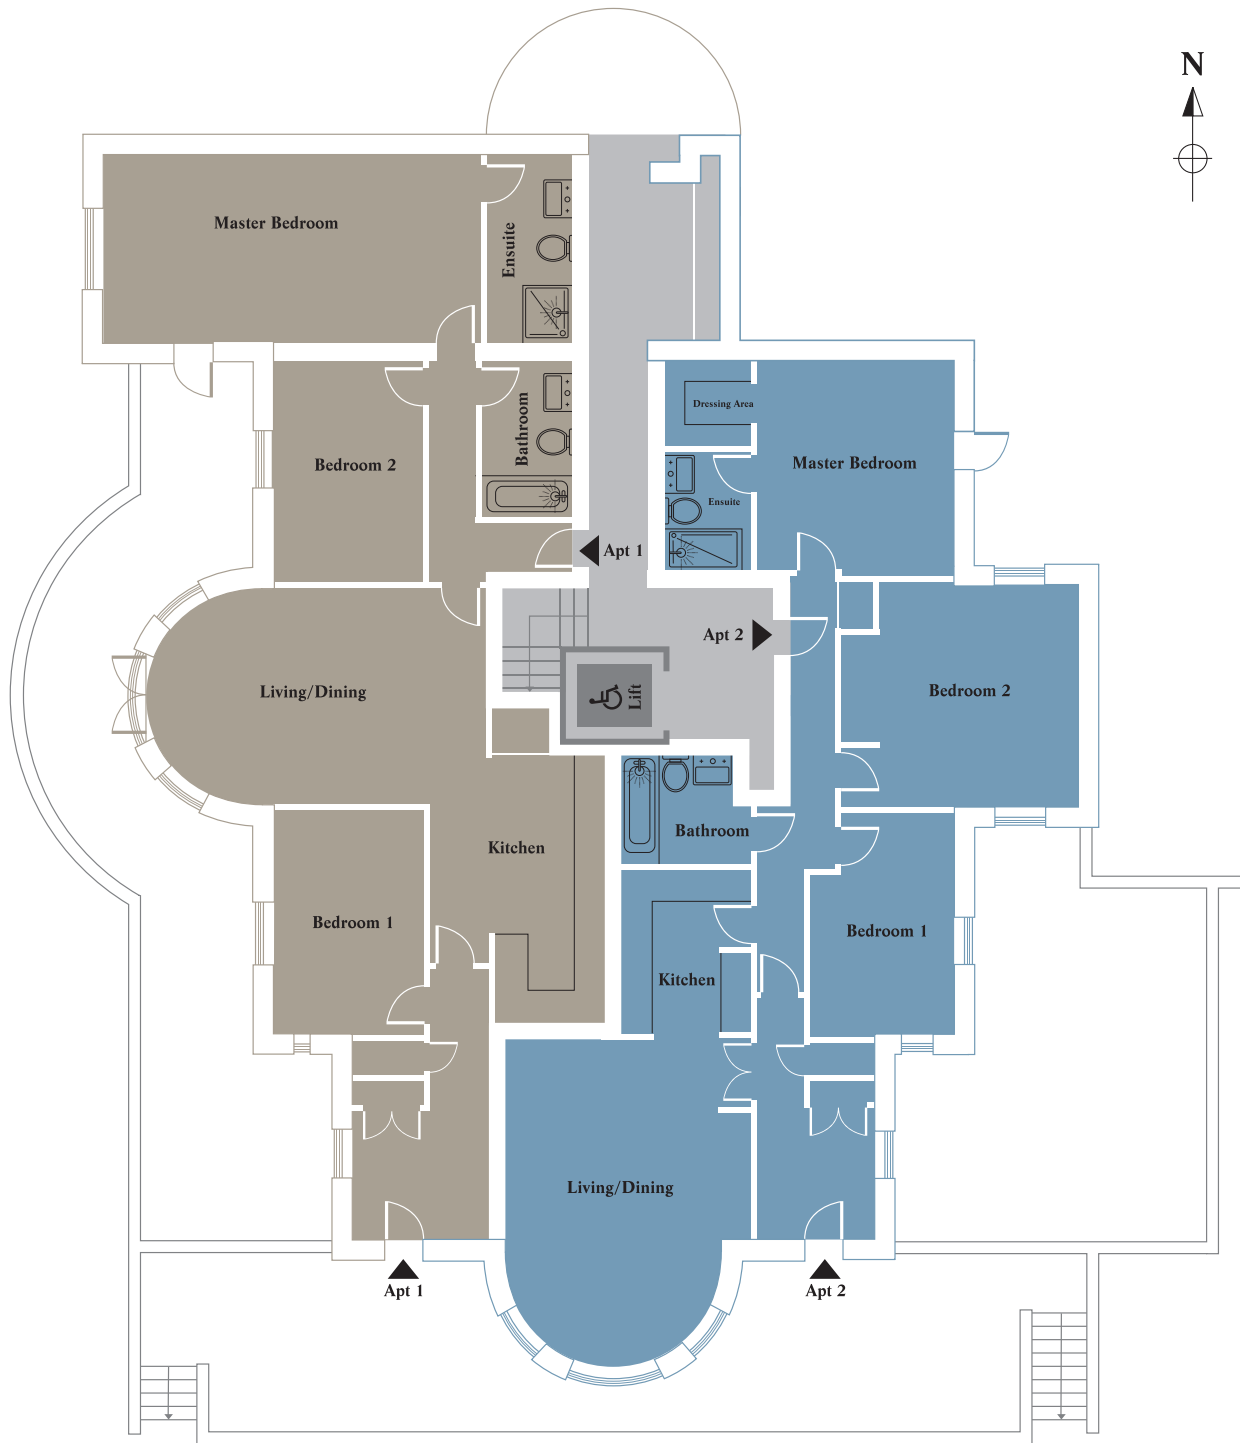 N
Master Bedroom
Ensuite
Dressing Area
Bathroom
Bedroom 2
Master Bedroom
Ensuite
Apt 1
Apt 2
Living/Dining
Lift
Bedroom 2
Bathroom
Kitchen
Bedroom 1
Bedroom 1
Kitchen
Living/Dining
Apt 1
Apt 2